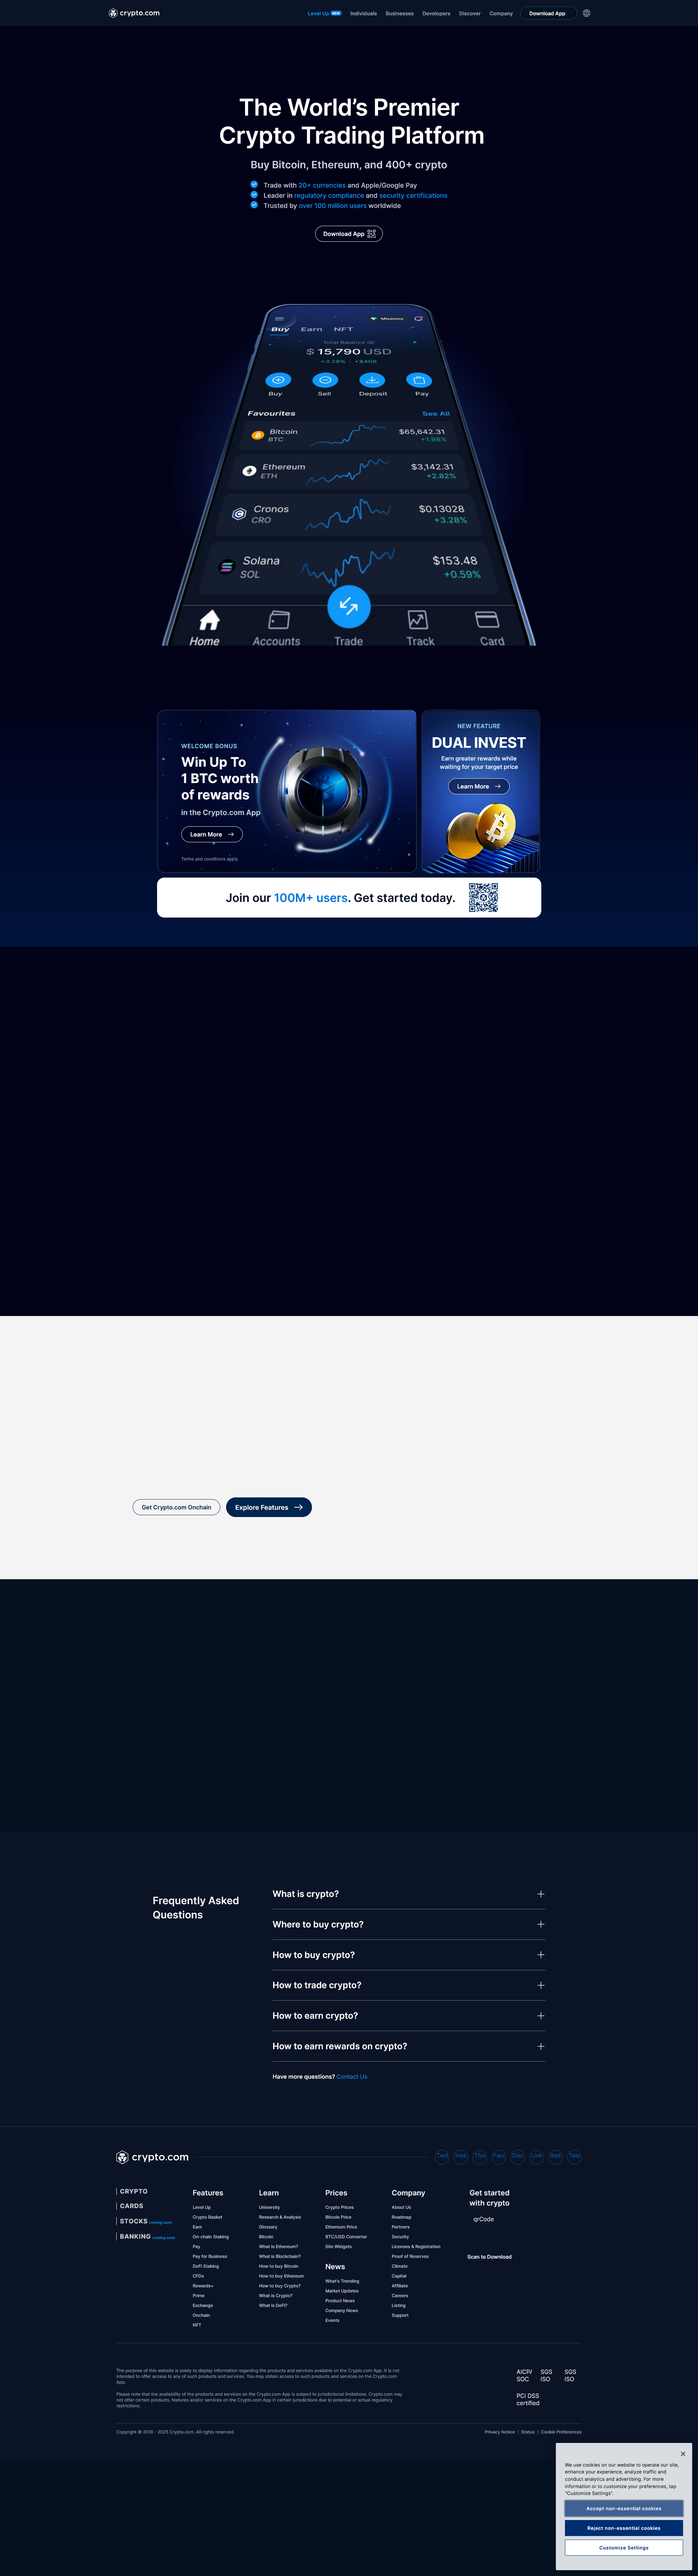 crypto.com
Level Up NEW Individuals Businesses Developers Discover Company Download App
The World's Premier
Crypto Trading Platform
Buy Bitcoin, Ethereum, and 400+ crypto
Trade with 20+ currencies and Apple/Google Pay
Leader in regulatory compliance and security certifications
Trusted by over 100 million users worldwide
Download App
Missions
Buy Earn NFT
Total Balance
$ 15,790 USD
+3.28% +$408
Buy Sell Deposit Pay
Favourites See All
Bitcoin $65,642.31
BTC +1.98%
Ethereum $3,142.31
ETH +2.82%
Cronos $0.13028
CRO +3.28%
Solana $153.48
SOL +0.59%
Home Accounts Trade Track Card
WELCOME BONUS
Win Up To
1 BTC worth
of rewards
in the Crypto.com App
Learn More
Terms and conditions apply
NEW FEATURE
DUAL INVEST
Earn greater rewards while
waiting for your target price
Learn More
Join our 100M+ users. Get started today.
Get Crypto.com Onchain Explore Features
Frequently Asked
Questions
What is crypto?
Where to buy crypto?
How to buy crypto?
How to trade crypto?
How to earn crypto?
How to earn rewards on crypto?
Have more questions? Contact Us
crypto.com
CRYPTO
CARDS
STOCKS coming soon
BANKING coming soon
Features
Level Up
Crypto Basket
Earn
On-chain Staking
Pay
Pay for Business
DeFi Staking
CFDs
Rewards+
Prime
Exchange
Onchain
NFT
Learn
University
Research & Analysis
Glossary
Bitcoin
What is Ethereum?
What is Blockchain?
How to buy Bitcoin
How to buy Ethereum
How to buy Crypto?
What is Crypto?
What is DeFi?
Prices
Crypto Prices
Bitcoin Price
Ethereum Price
BTC/USD Converter
Site Widgets
News
What's Trending
Market Updates
Product News
Company News
Events
Company
About Us
Roadmap
Partners
Security
Licenses & Registration
Proof of Reserves
Climate
Capital
Affiliate
Careers
Listing
Support
Get started
with crypto
qrCode
Scan to Download
The purpose of this website is solely to display information regarding the products and services available on the Crypto.com App. It is not
intended to offer access to any of such products and services. You may obtain access to such products and services on the Crypto.com
App.
Please note that the availability of the products and services on the Crypto.com App is subject to jurisdictional limitations. Crypto.com may
not offer certain products, features and/or services on the Crypto.com App in certain jurisdictions due to potential or actual regulatory
restrictions.
AICPA SGS SGS
SOC ISO ISO
PCI DSS
certified
Copyright © 2018 - 2025 Crypto.com. All rights reserved.
Privacy Notice | Status | Cookie Preferences
We use cookies on our website to operate our site,
enhance your experience, analyze traffic and
conduct analytics and advertising. For more
information or to customize your preferences, tap
"Customize Settings".
Accept non-essential cookies
Reject non-essential cookies
Customize Settings